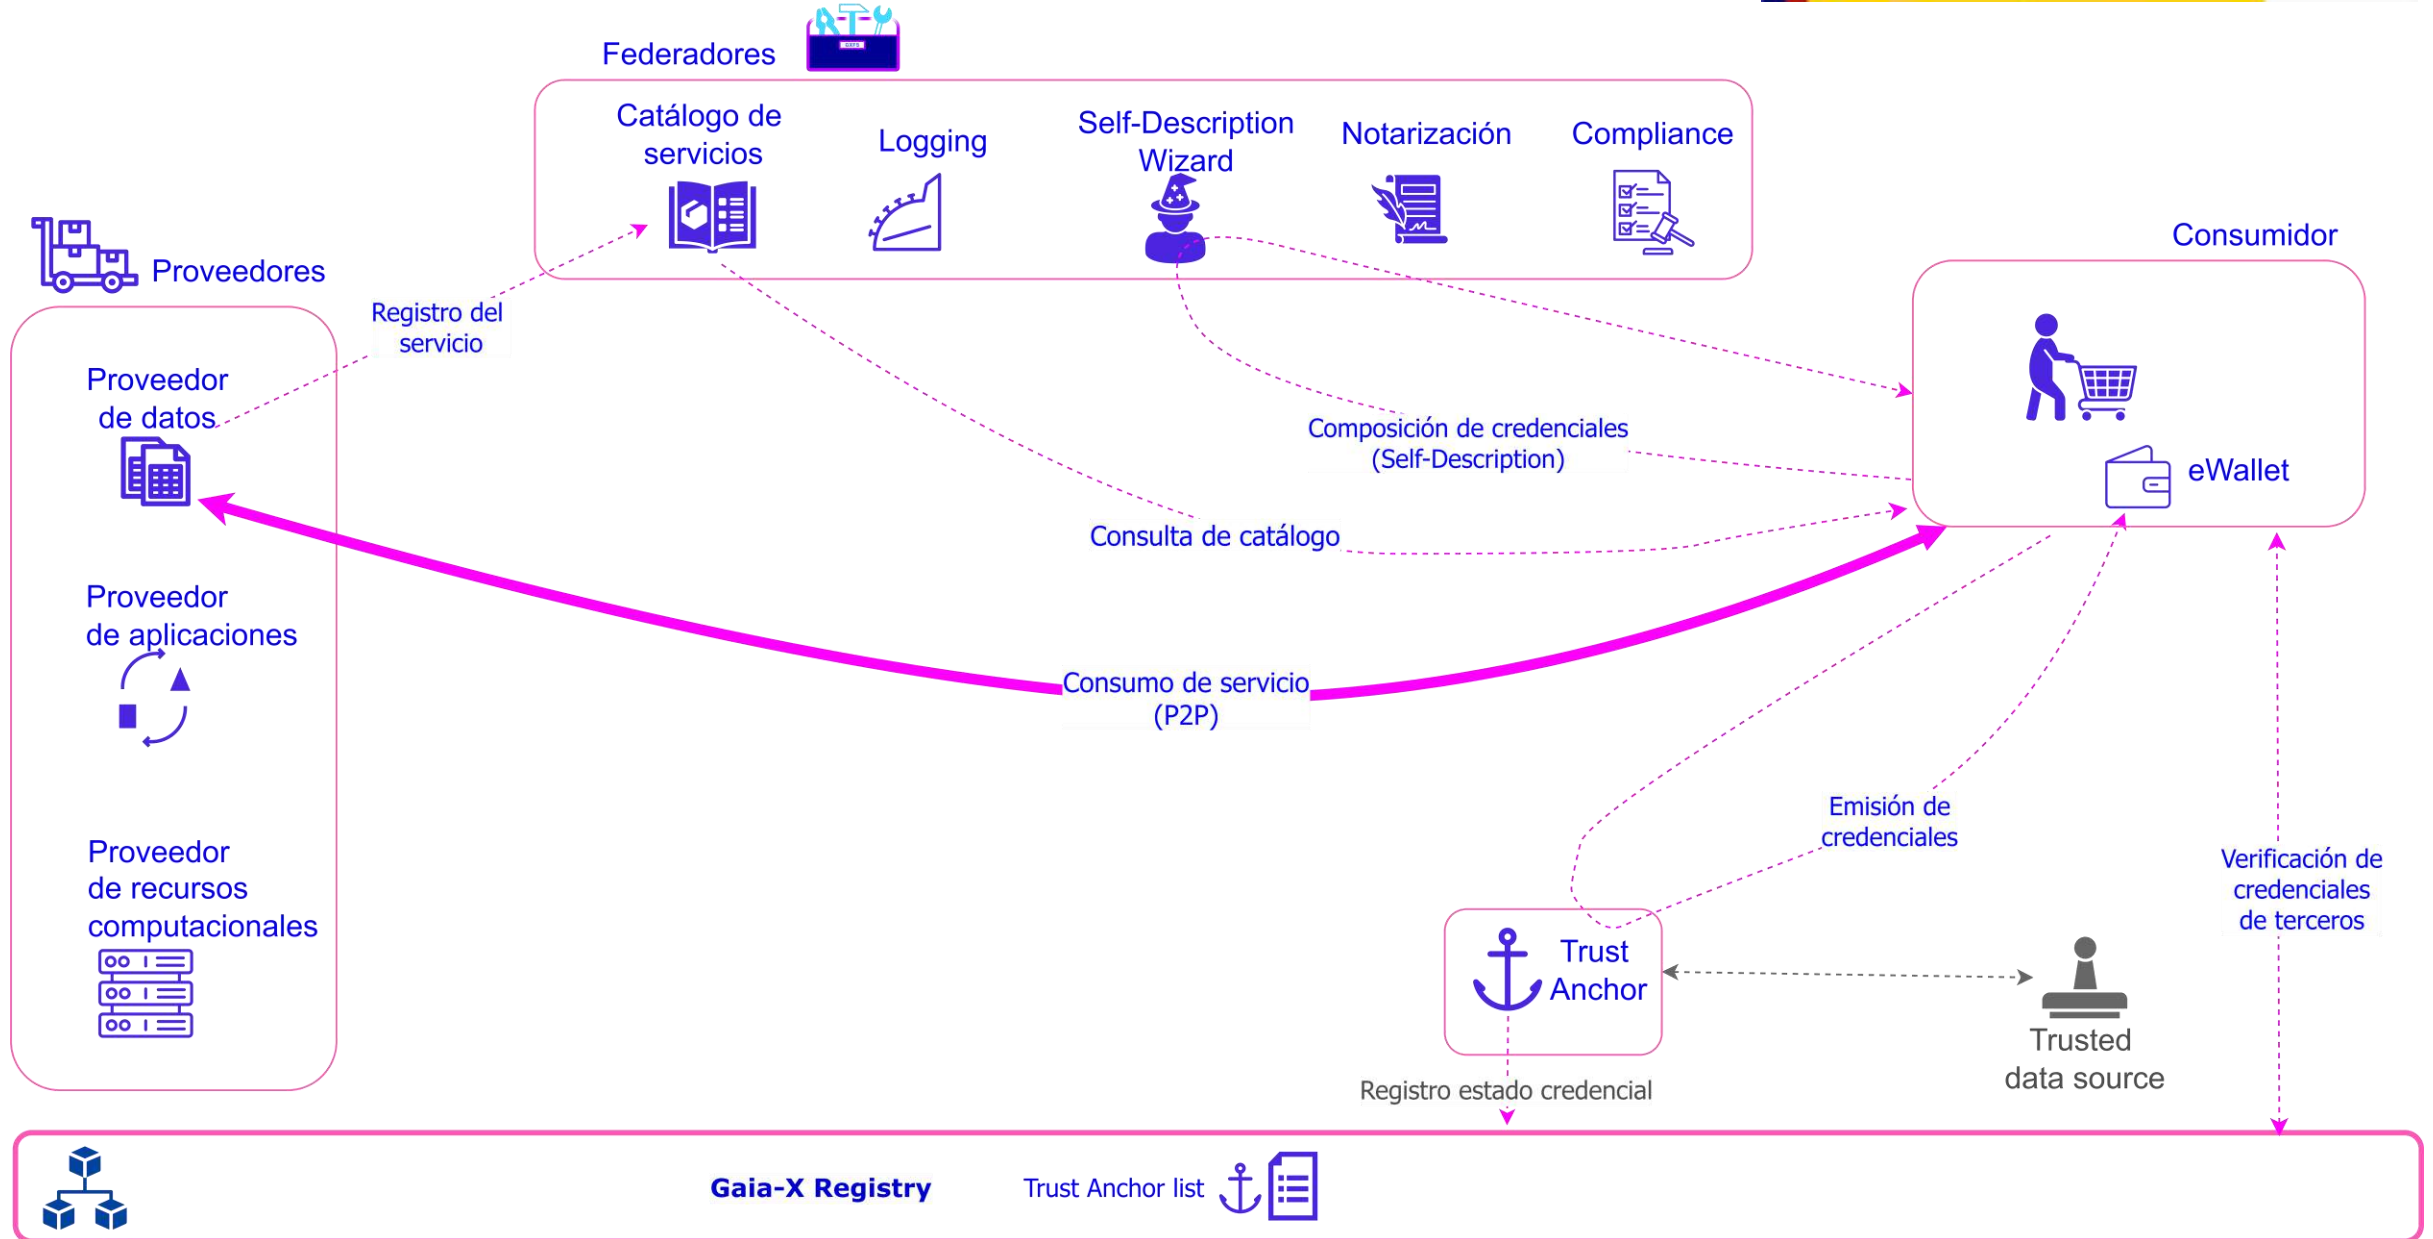 Federadores
Catálogo de
servicios
Logging
Self-Description
Wizard
Notarización
Compliance
Consumidor
Proveedores
Registro del
servicio
Proveedor
de datos
Composición de credenciales
(Self-Description)
eWallet
Consulta de catálogo
Proveedor
de aplicaciones
Consumo de servicio
(P2P)
Emisión de
credenciales
Verificación de
credenciales
de terceros
Proveedor
de recursos
computacionales
Trust
Anchor
Trusted
data source
Registro estado credencial
Gaia-X Registry
Trust Anchor list